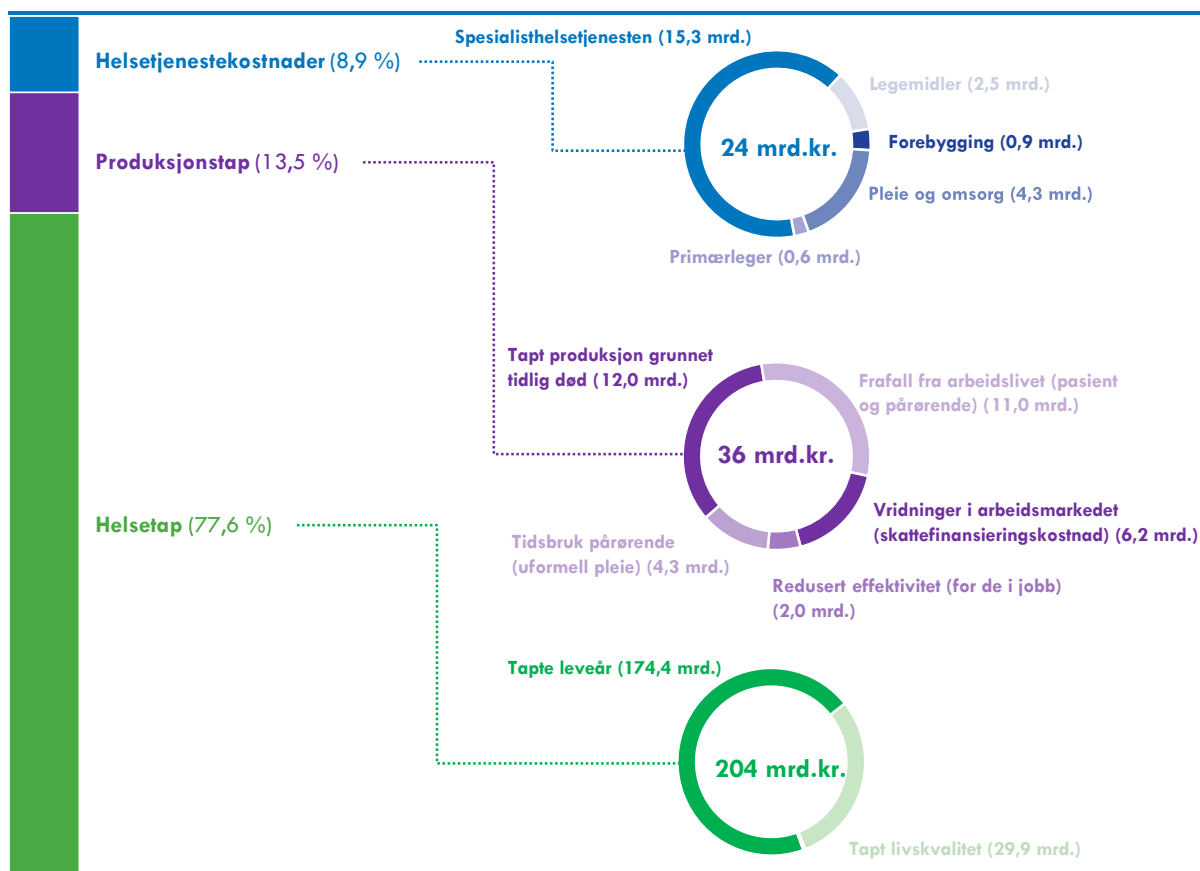 Spesialisthelsetjenesten (15,3 mrd.)
Helsetjenestekostnader (8,9 %)
Legemidler (2,5 mrd.)
24 mrd.kr.
Forebygging (0,9 mrd.)
Produksjonstap (13,5 %)
Pleie og omsorg (4,3 mrd.)
Primærleger (0,6 mrd.)
Tapt produksjon grunnet
tidlig død (12,0 mrd.)
Frafall fra arbeidslivet (pasient
og pårørende) (11,0 mrd.)
36 mrd.kr.
Vridninger i arbeidsmarkedet
(skattefinansieringskostnad) (6,2 mrd.)
Helsetap (77,6 %)
Tidsbruk pårørende
(uformell pleie) (4,3 mrd.)
Redusert effektivitet (for de i jobb)
(2,0 mrd.)
Tapte leveår (174,4 mrd.)
204 mrd.kr.
Tapt livskvalitet (29,9 mrd.)